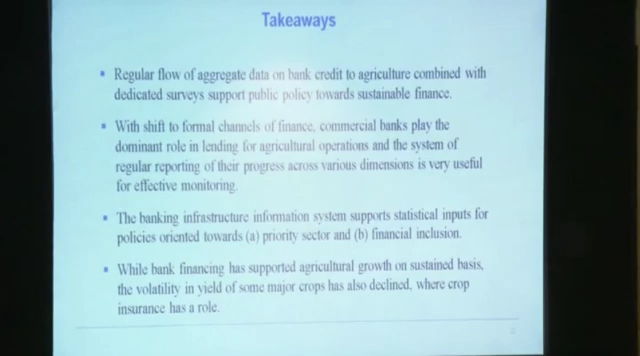 Takeaways
Regular flow of aggregate data on bank credit to agriculture combined with
dedicated surveys support public policy towards sustainable finance.
With shift to formal channels of finance, commercial banks play the
dominant role in lending for agricultural operations and the system of
regular reporting of their progress across various dimensions is very useful
for effective monitoring.
The banking infrastructure information system supports statistical inputs for
policies oriented towards (a) priority sector and (b) financial inclusion.
While bank financing has supported agricultural growth on sustained basis,
the volatility in yield of some major crops has also declined, where crop
insurance has a role.